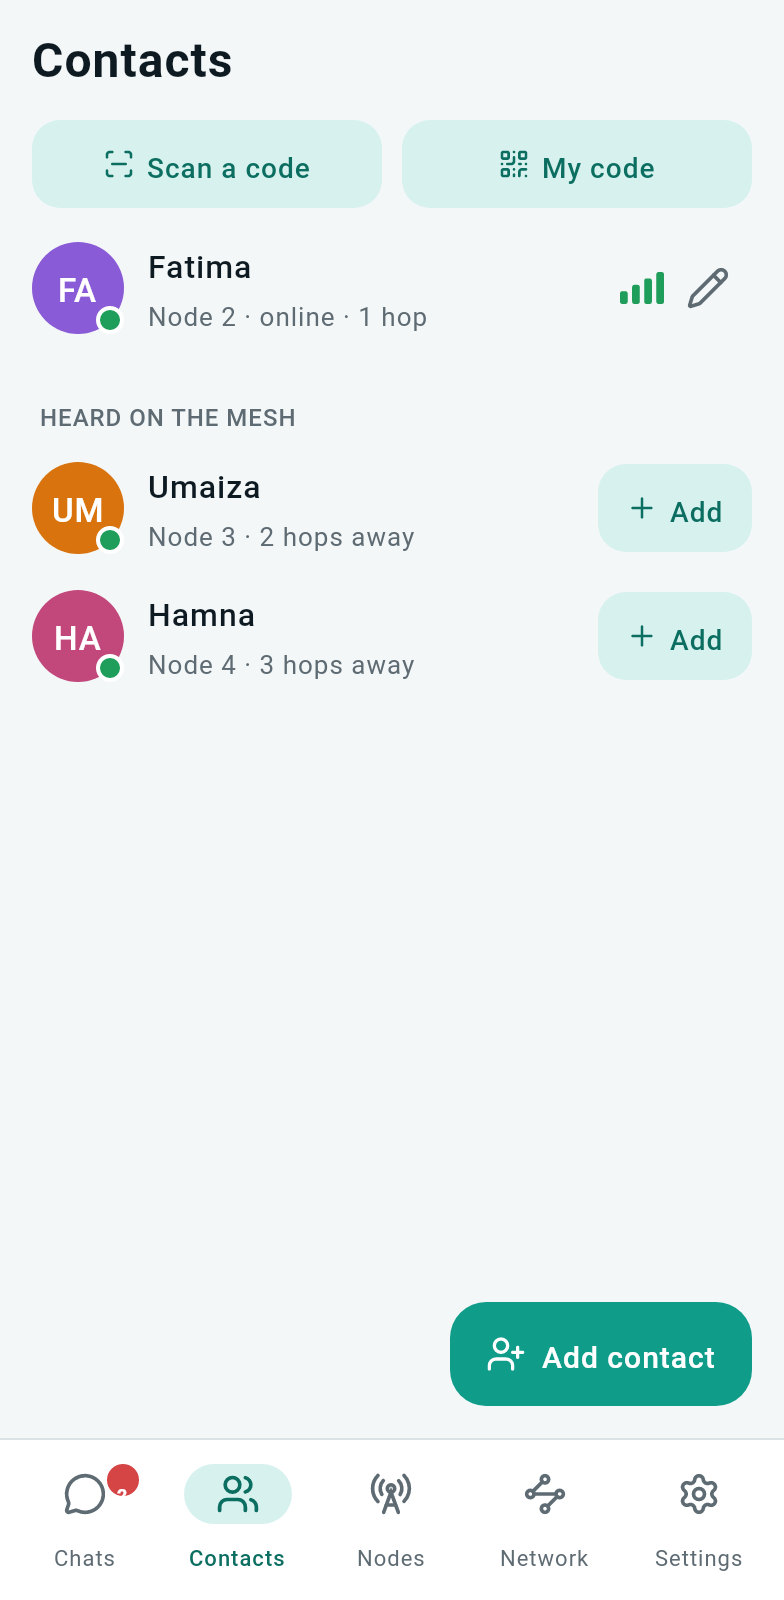 Contacts
Scan a code
My code
FA
Fatima
Node 2 · online · 1 hop
HEARD ON THE MESH
UM
Umaiza
Node 3 · 2 hops away
Add
HA
Hamna
Node 4 · 3 hops away
Add
Add contact
Chats
Contacts
Nodes
Network
Settings